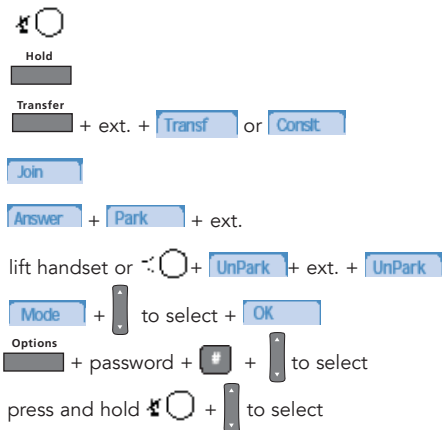 Hold
Transfer
+ ext. + Transf or Conslt
Join
Answer + Park + ext.
lift handset or + UnPark + ext. + UnPark
Mode + to select + OK
Options
+ password + # + to select
press and hold + to select